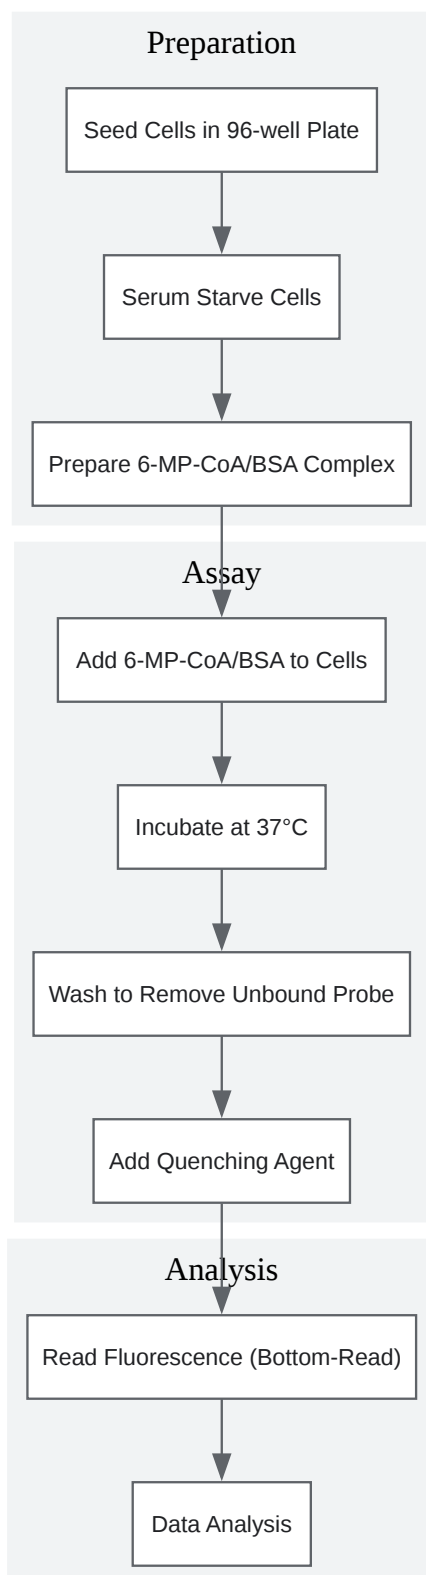 Preparation
Seed Cells in 96-well Plate
Serum Starve Cells
Prepare 6-MP-CoA/BSA Complex
Assay
Add 6-MP-CoA/BSA to Cells
Incubate at 37°C
Wash to Remove Unbound Probe
Add Quenching Agent
Analysis
Read Fluorescence (Bottom-Read)
Data Analysis